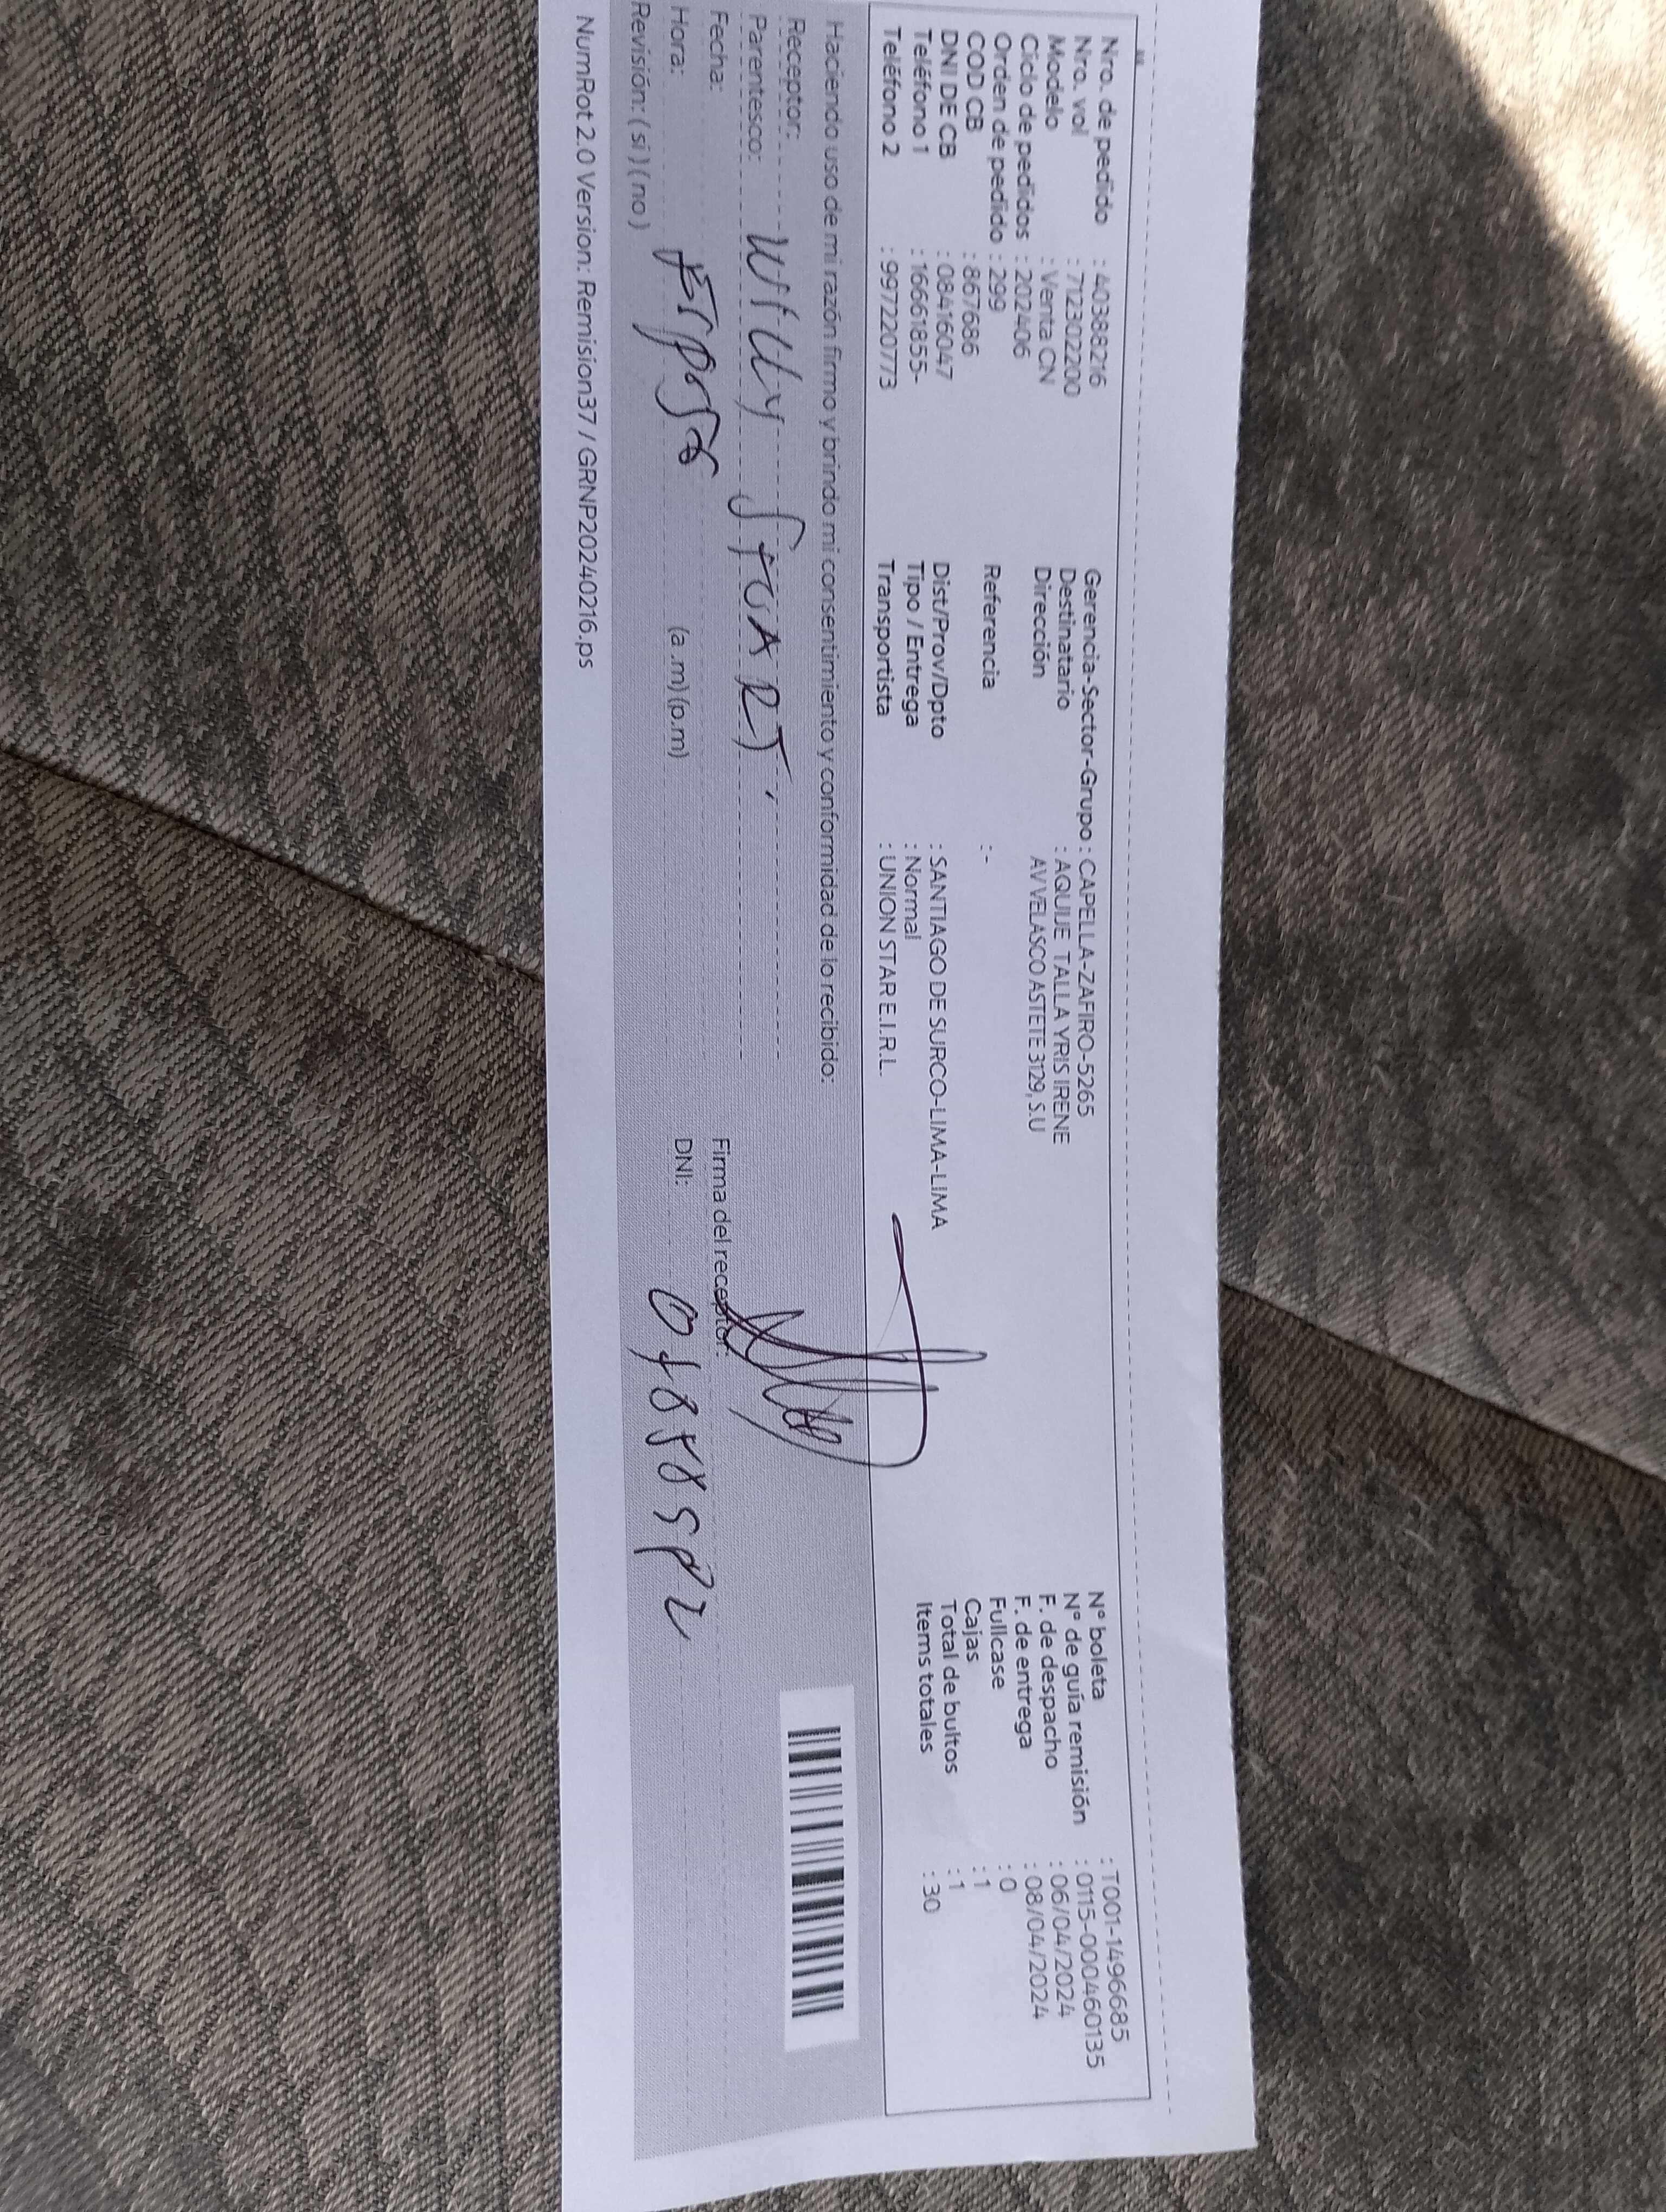 Nro. de pedido : 40388216
Nro. vol : 712302200
Modelo : Venta CN
Ciclo de pedidos : 202406
Orden de pedido : 299
COD CB : 867686
DNI DE CB : 08416047
Teléfono 1 : 16661855-
Teléfono 2 : 997220773
Gerencia-Sector-Grupo : CAPELLA-ZAFIRO-5265
Destinatario : AQUIJE TALLA YRIS IRENE
Dirección AV VELASCO ASTETE 3129, S.U
Referencia :-
Dist/Prov/Dpto : SANTIAGO DE SURCO-LIMA-LIMA
Tipo / Entrega : Normal
Transportista : UNION STAR E.I.R.L.
N° boleta : T001-1496685
N° de guía remisión : 0115-0004460135
F. de despacho : 06/04/2024
F. de entrega : 08/04/2024
Fullcase : 0
Cajas : 1
Total de bultos : 1
Items totales : 30
Haciendo uso de mi razón firmo y brindo mi consentimiento y conformidad de lo recibido:
Receptor: Willy Stuart.
Parentesco:
Fecha:
Hora: Esposo (a .m) (p.m)
Revisión: ( si ) ( no )
Firma del receptor:
DNI:
NumRot 2.0 Version: Remision37 / GRNP20240216.ps